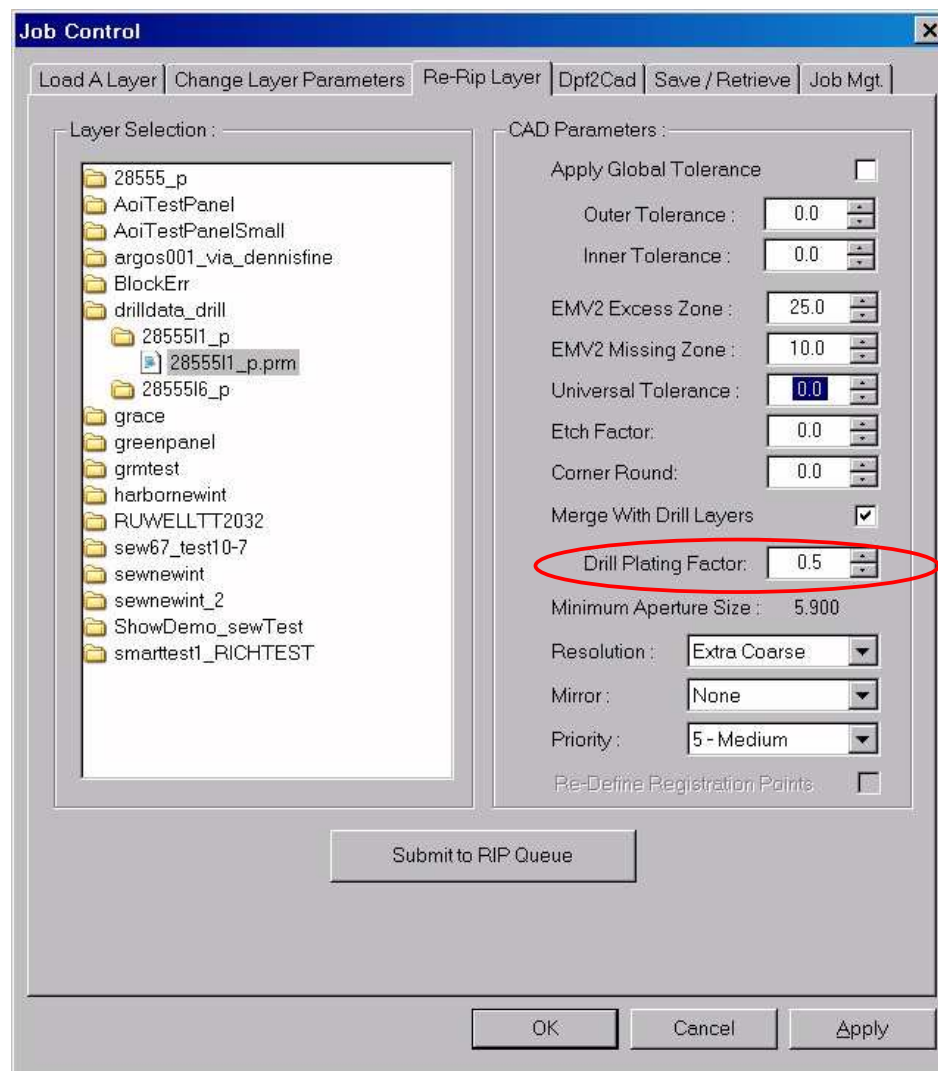 Job Control
Load A Layer
Change Layer Parameters
Re-Rip Layer
Dpf2Cad
Save / Retrieve
Job Mgt.
Layer Selection :
28555_p
AoiTestPanel
AoiTestPanelSmall
argos001_via_dennisfine
BlockErr
drilldata_drill
28555l1_p
28555l1_p.prm
28555l6_p
grace
greenpanel
grmtest
harbornewint
RUWELLTT2032
sew67_test10-7
sewnewint
sewnewint_2
ShowDemo_sewTest
smarttest1_RICHTEST
CAD Parameters :
Apply Global Tolerance
Outer Tolerance : 0.0
Inner Tolerance : 0.0
EMV2 Excess Zone : 25.0
EMV2 Missing Zone : 10.0
Universal Tolerance : 0.0
Etch Factor: 0.0
Corner Round: 0.0
Merge With Drill Layers
Drill Plating Factor: 0.5
Minimum Aperture Size : 5.900
Resolution : Extra Coarse
Mirror : None
Priority : 5 - Medium
Re-Define Registration Points
Submit to RIP Queue
OK
Cancel
Apply